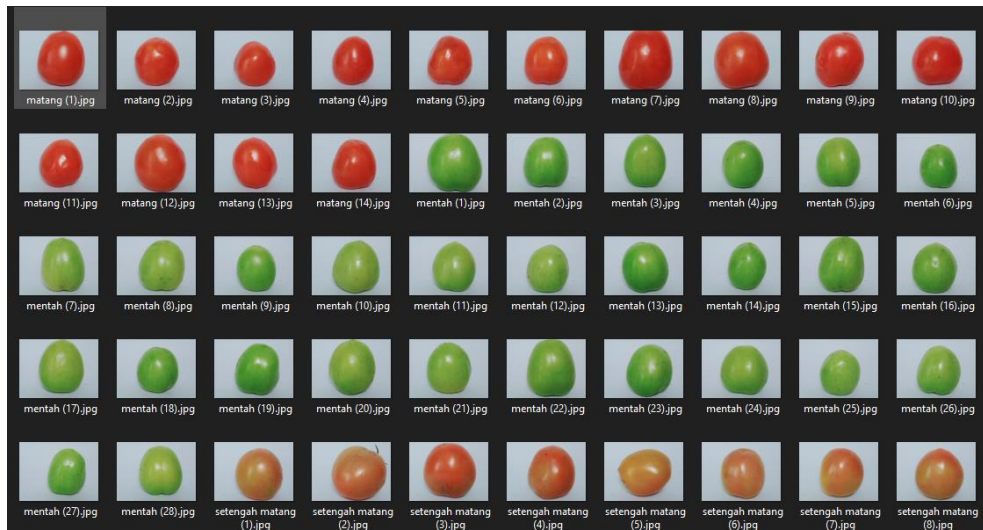 matang (1).jpg
matang (2).jpg
matang (3).jpg
matang (4).jpg
matang (5).jpg
matang (6).jpg
matang (7).jpg
matang (8).jpg
matang (9).jpg
matang (10).jpg
matang (11).jpg
matang (12).jpg
matang (13).jpg
matang (14).jpg
mentah (1).jpg
mentah (2).jpg
mentah (3).jpg
mentah (4).jpg
mentah (5).jpg
mentah (6).jpg
mentah (7).jpg
mentah (8).jpg
mentah (9).jpg
mentah (10).jpg
mentah (11).jpg
mentah (12).jpg
mentah (13).jpg
mentah (14).jpg
mentah (15).jpg
mentah (16).jpg
mentah (17).jpg
mentah (18).jpg
mentah (19).jpg
mentah (20).jpg
mentah (21).jpg
mentah (22).jpg
mentah (23).jpg
mentah (24).jpg
mentah (25).jpg
mentah (26).jpg
mentah (27).jpg
mentah (28).jpg
setengah matang
(1).jpg
setengah matang
(2).jpg
setengah matang
(3).jpg
setengah matang
(4).jpg
setengah matang
(5).jpg
setengah matang
(6).jpg
setengah matang
(7).jpg
setengah matang
(8).jpg